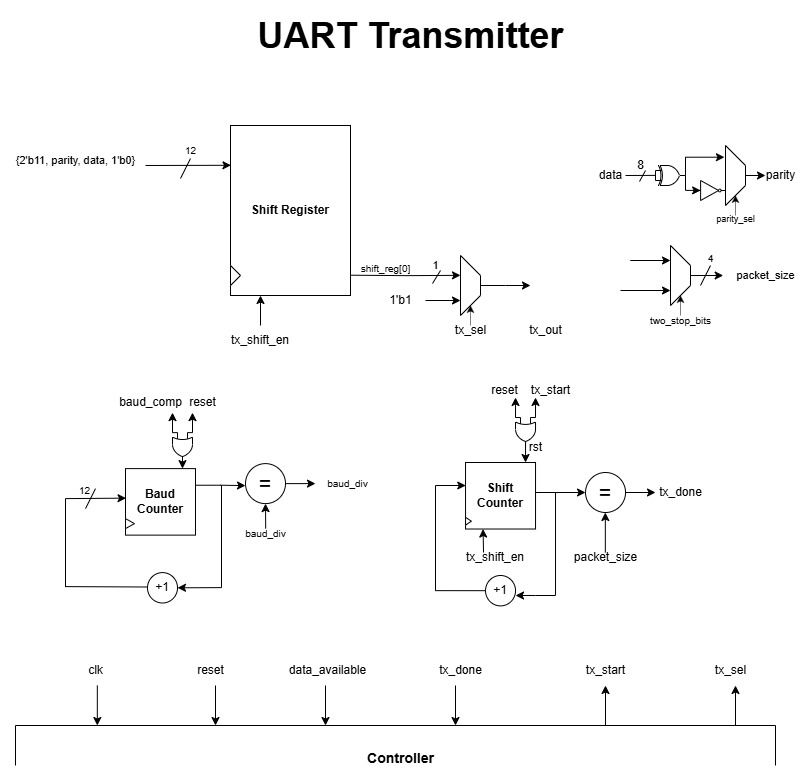 UART Transmitter
{2'b11, parity, data, 1'b0}
12
Shift Register
shift_reg[0]
1
1'b1
tx_sel
tx_out
tx_shift_en
data
8
parity
parity_sel
4
packet_size
two_stop_bits
baud_comp reset
12
Baud
Counter
=
baud_div
baud_div
+1
reset tx_start
rst
Shift
Counter
=
tx_done
tx_shift_en
packet_size
+1
clk reset data_available tx_done tx_start tx_sel
Controller